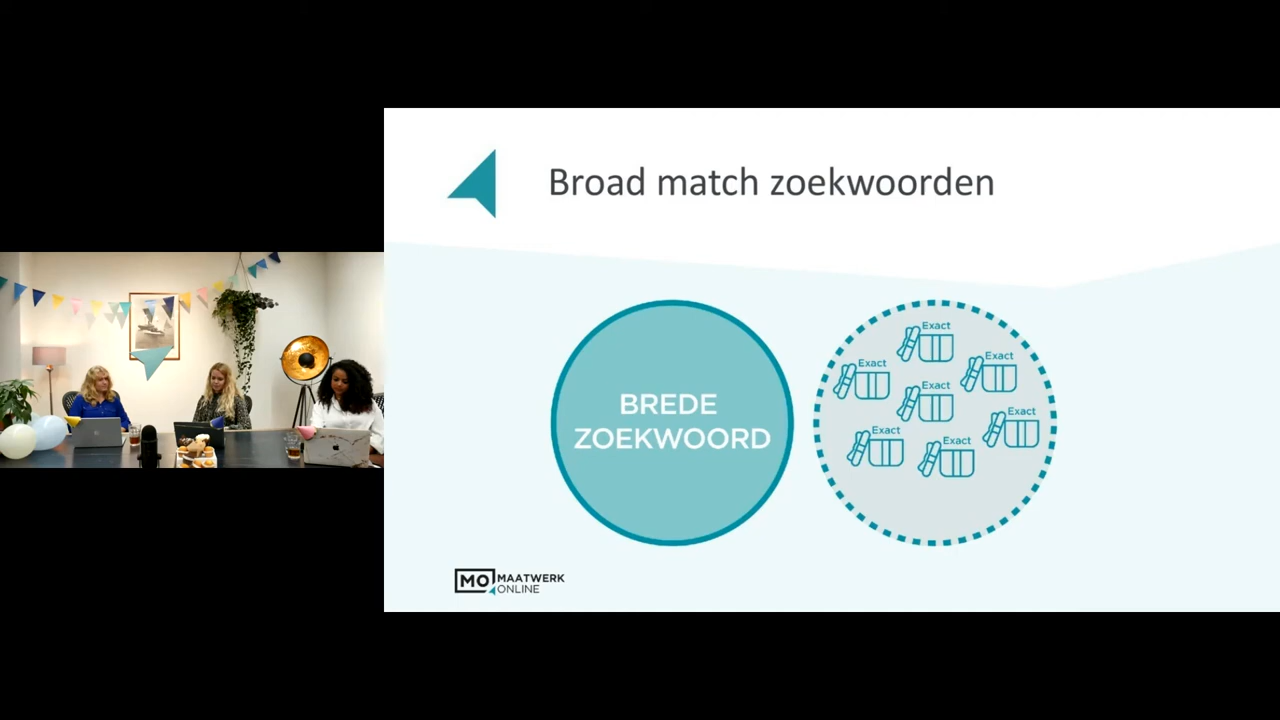 Broad match zoekwoorden
BREDE
ZOEKWOORD
Exact
Exact
Exact
Exact
Exact
Exact
Exact
MO MAATWERK
ONLINE